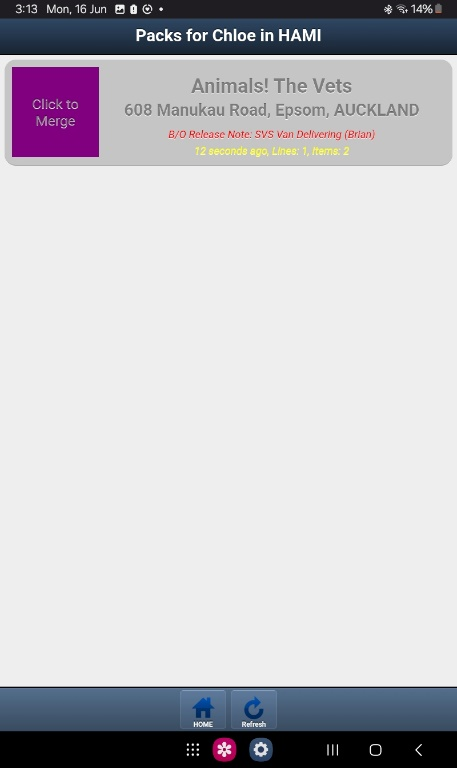 3:13 Mon, 16 Jun
14%
Packs for Chloe in HAMI
Click to
Merge
Animals! The Vets
608 Manukau Road, Epsom, AUCKLAND
B/O Release Note: SVS Van Delivering (Brian)
12 seconds ago, Lines: 1, Items: 2
HOME
Refresh